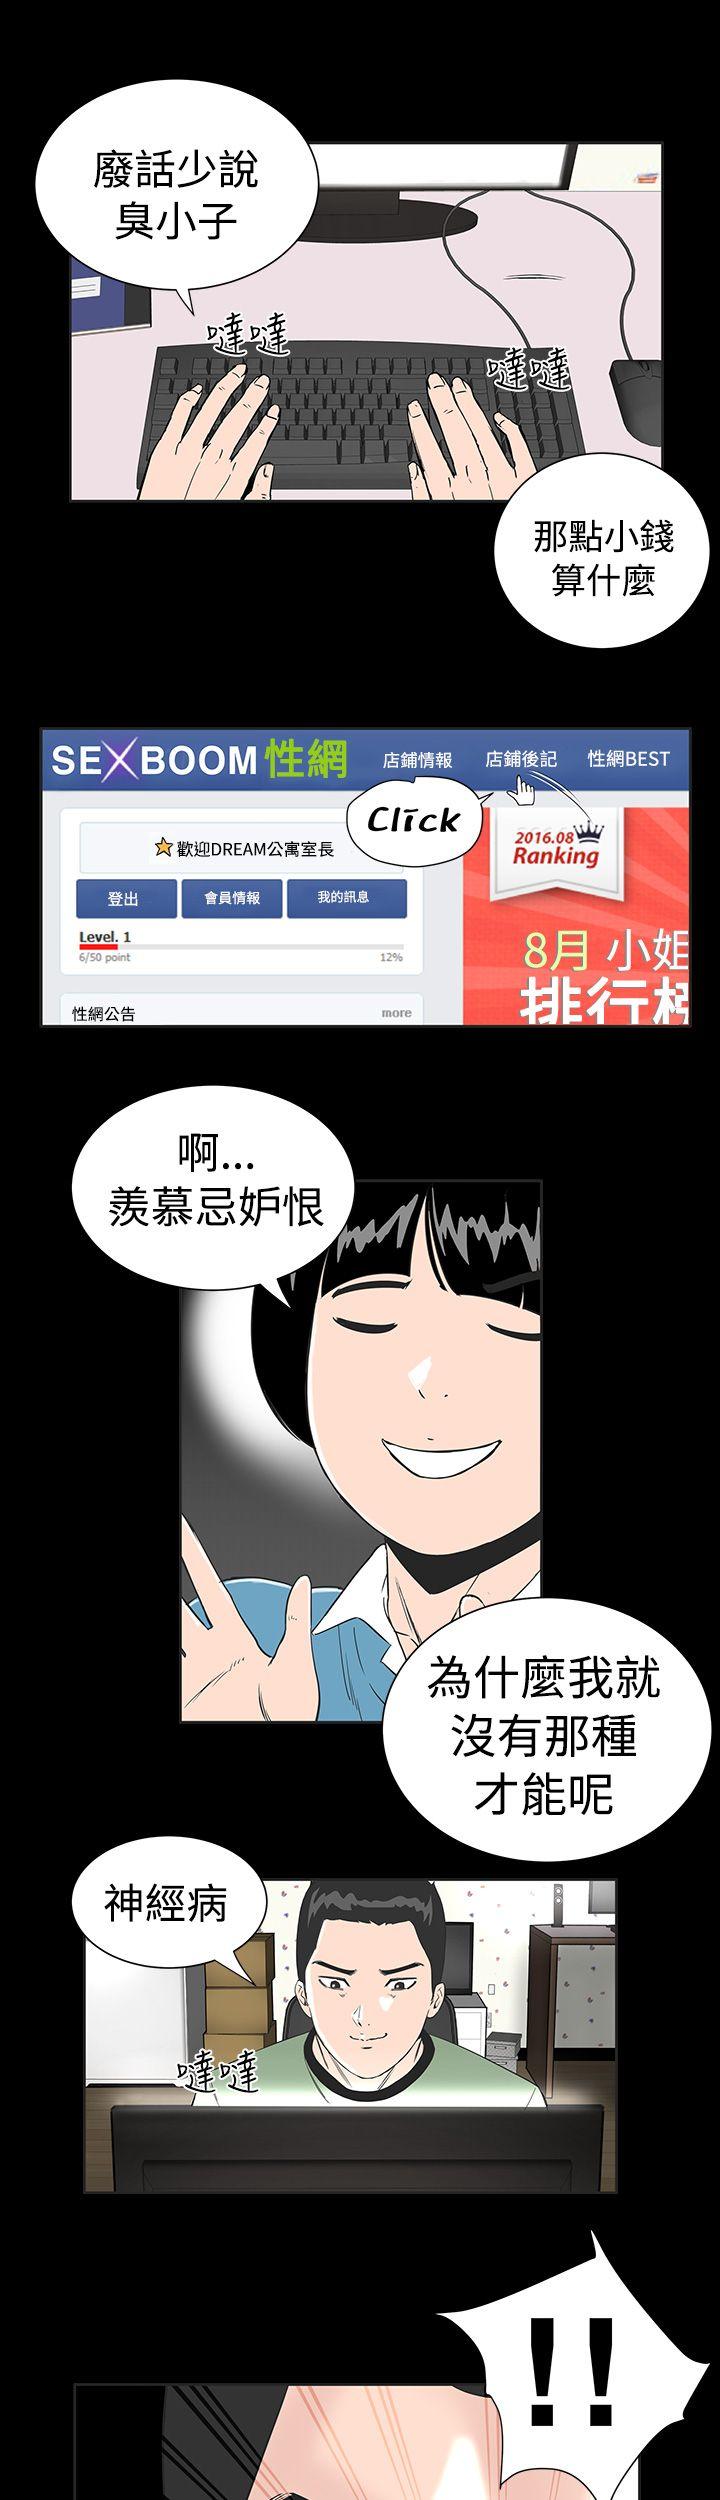 廢話少說
臭小子
噠噠
噠噠
那點小錢
算什麼
SEXBOOM 性網
店鋪情報 店鋪後記 性網BEST
Click
歡迎DREAM公寓室長
登出 會員情報 我的訊息
Level. 1
6/50 point 12%
性網公告 more
2016.08
Ranking
8月 小姐
排行榜
啊...
羨慕忌妒恨
為什麼我就
沒有那種
才能呢
神經病
噠噠
!!